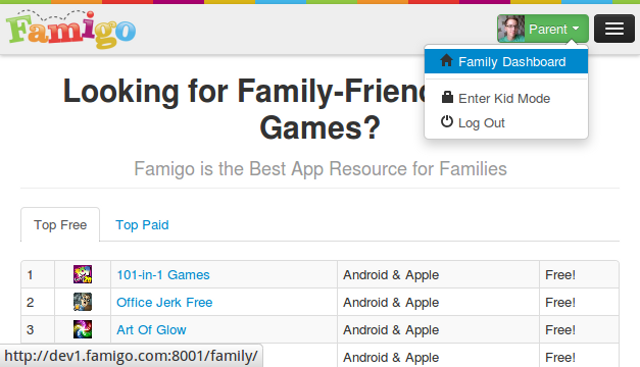 Famigo
Parent
Family Dashboard
Enter Kid Mode
Log Out
Looking for Family-Frien
Games?
Famigo is the Best App Resource for Families
Top Free
Top Paid
1 101-in-1 Games Android & Apple Free!
2 Office Jerk Free Android & Apple Free!
3 Art Of Glow Android & Apple Free!
Android & Apple Free!
http://dev1.famigo.com:8001/family/